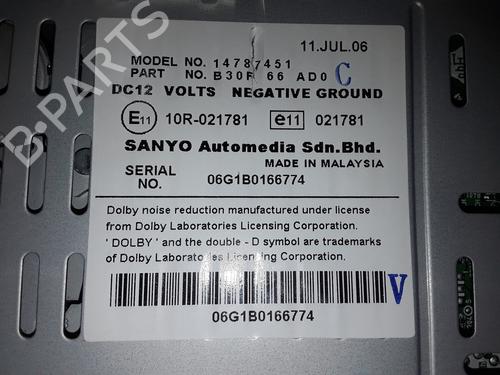 11.JUL.06
MODEL NO. 14787451
PART NO. B30R 66 AD0 C
DC12 VOLTS NEGATIVE GROUND
E11 10R-021781 e11 021781
SANYO Automedia Sdn.Bhd.
MADE IN MALAYSIA
SERIAL NO. 06G1B0166774
Dolby noise reduction manufactured under license
from Dolby Laboratories Licensing Corporation.
' DOLBY ' and the double - D symbol are trademarks
of Dolby Laboratories Licensing Corporation.
V
06G1B0166774
B-PARTS